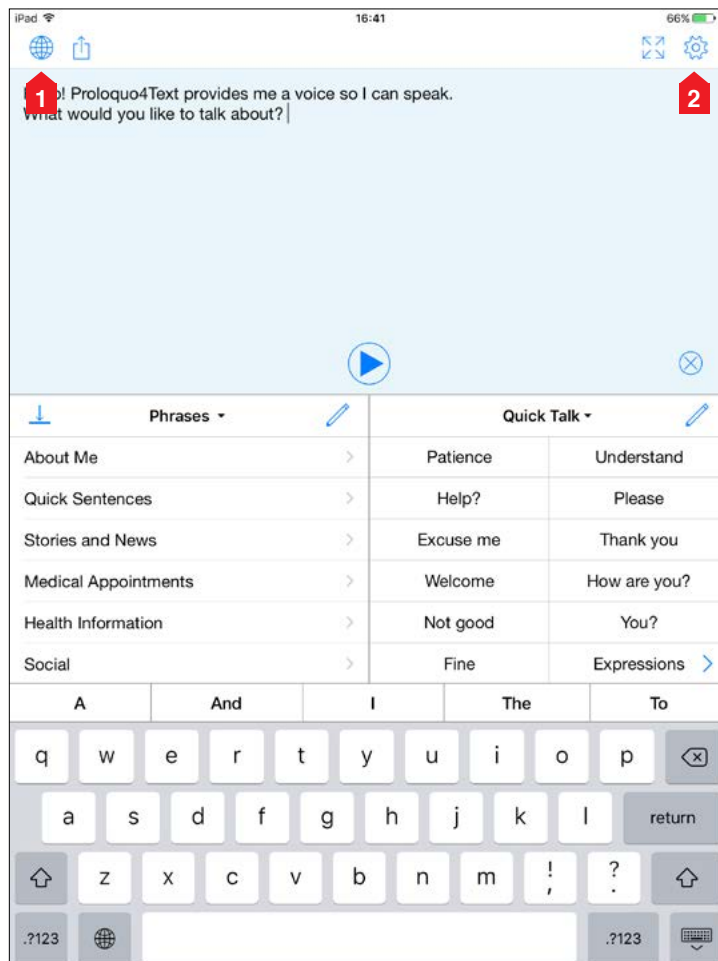 iPad 16:41 66%
1 2
! Proloquo4Text provides me a voice so I can speak.
What would you like to talk about?
Phrases Quick Talk
About Me Patience Understand
Quick Sentences Help? Please
Stories and News Excuse me Thank you
Medical Appointments Welcome How are you?
Health Information Not good You?
Social Fine Expressions
A And I The To
q w e r t y u i o p
a s d f g h j k l return
z x c v b n m ! , ? .
.?123 .?123